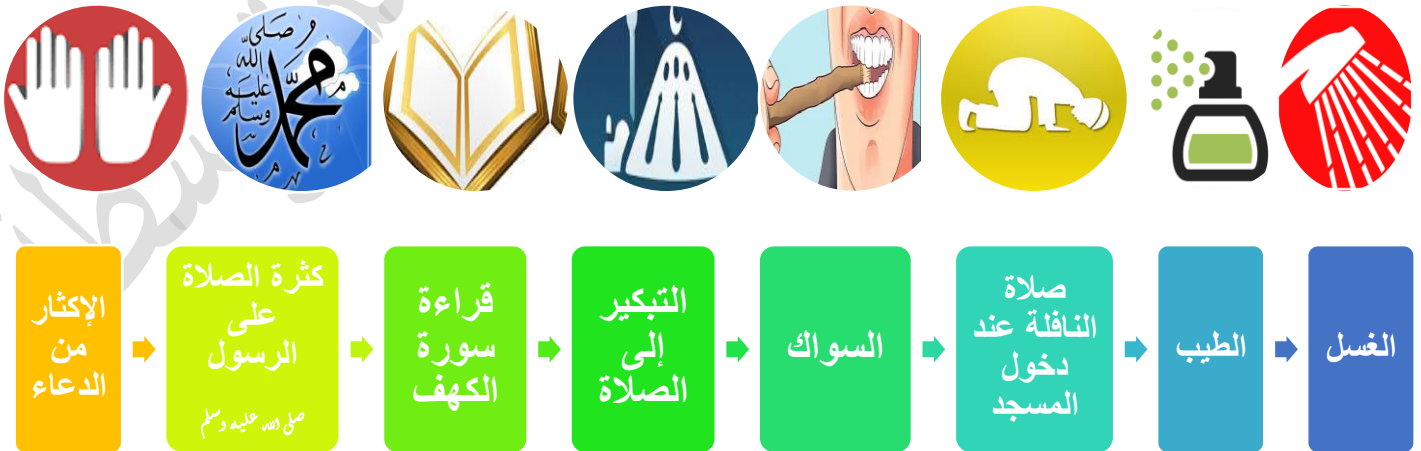 صلى
الله
عليه
وسلم
محمد
الغسل
الطيب
صلاة
النافلة عند
دخول
المسجد
السواك
التبكير
إلى
الصلاة
قراءة
سورة
الكهف
كثرة الصلاة
على
الرسول
صلى الله عليه وسلم
الإكثار
من
الدعاء